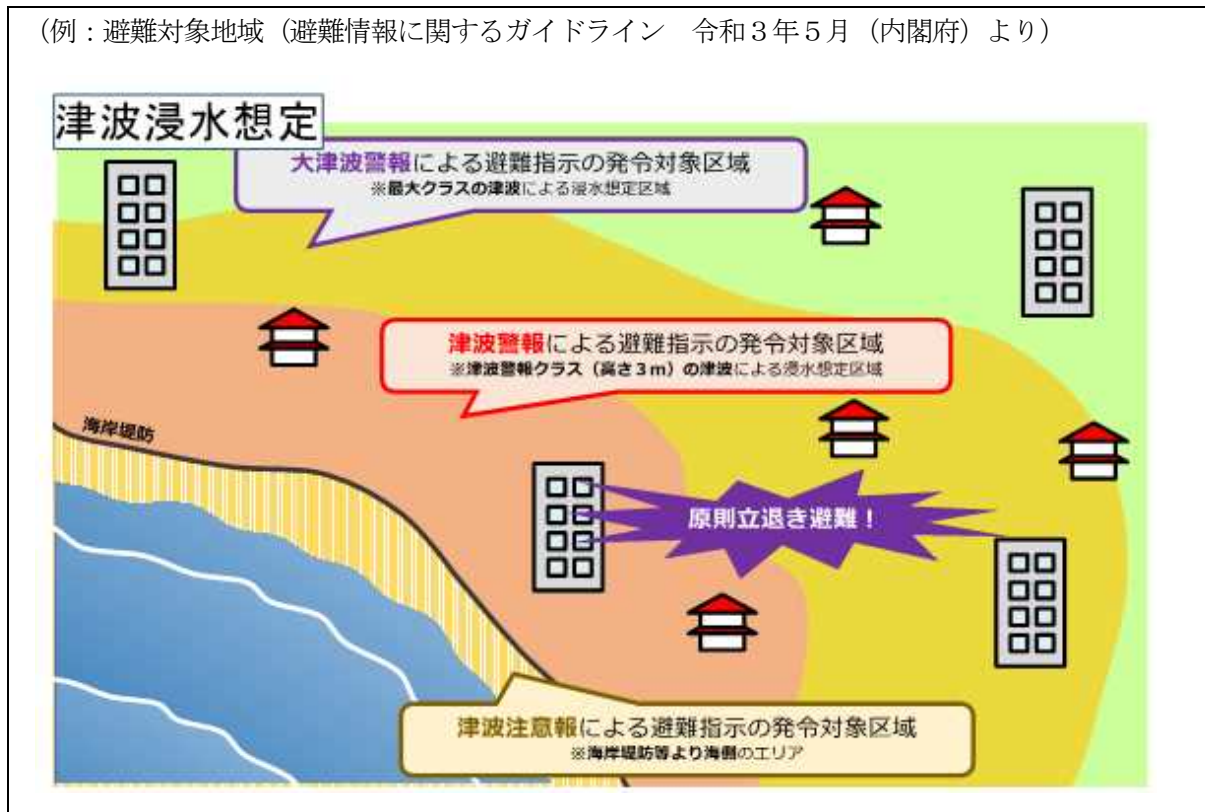 （例：避難対象地域（避難情報に関するガイドライン　令和３年５月（内閣府）より）
津波浸水想定
大津波警報による避難指示の発令対象区域
※最大クラスの津波による浸水想定区域
津波警報による避難指示の発令対象区域
※津波警報クラス（高さ３ｍ）の津波による浸水想定区域
海岸堤防
原則立退き避難！
津波注意報による避難指示の発令対象区域
※海岸堤防等より海側のエリア